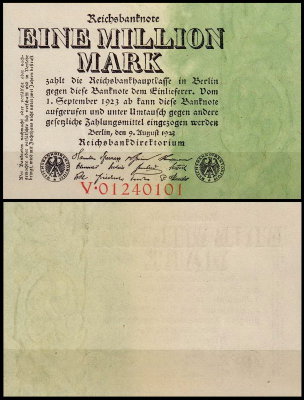 Reichsbanknote
EINE MILLION
MARK
zahlt die Reichsbankhauptkasse in Berlin
gegen diese Banknote dem Einlieferer. Vom
1. September 1923 ab kann diese Banknote
aufgerufen und unter Umtausch gegen andere
gesetzliche Zahlungsmittel eingezogen werden
Berlin, den 9. August 1923
Reichsbankdirektorium
V·01240101